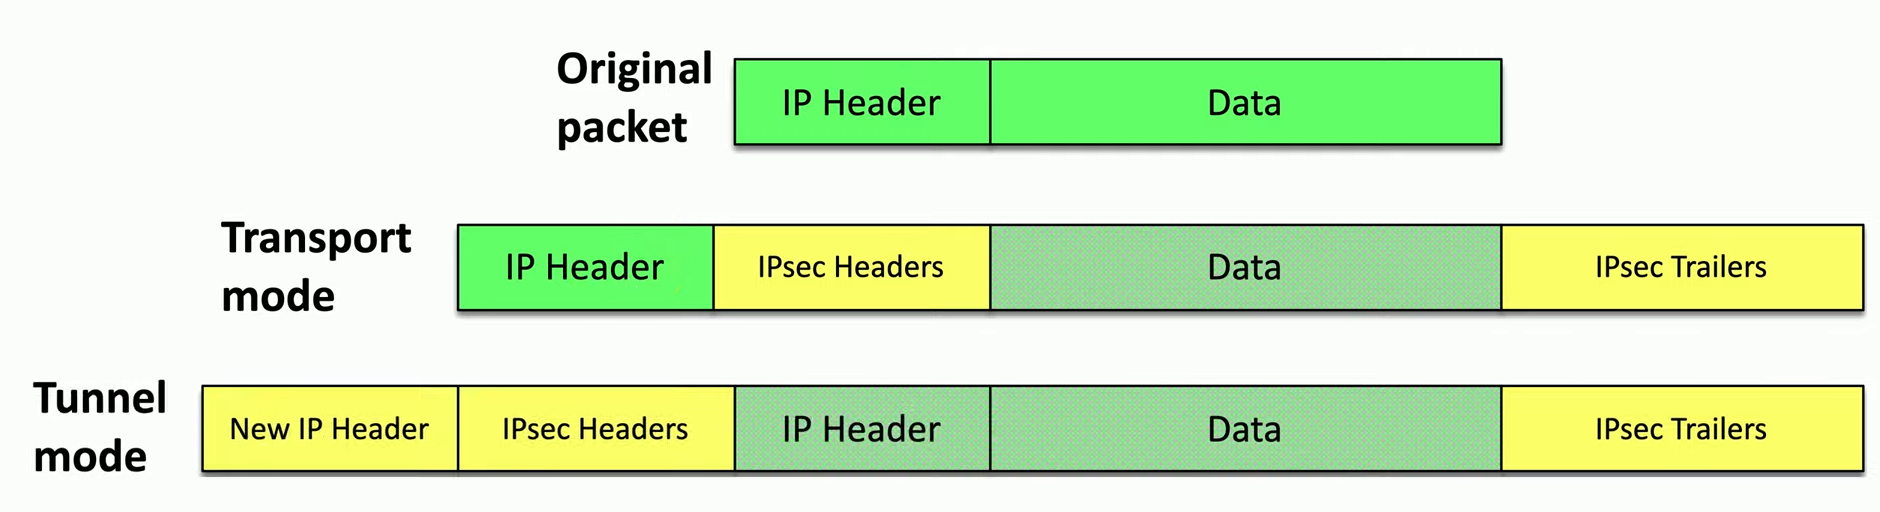 Original
packet
IP Header
Data
Transport
mode
IP Header
IPsec Headers
Data
IPsec Trailers
Tunnel
mode
New IP Header
IPsec Headers
IP Header
Data
IPsec Trailers